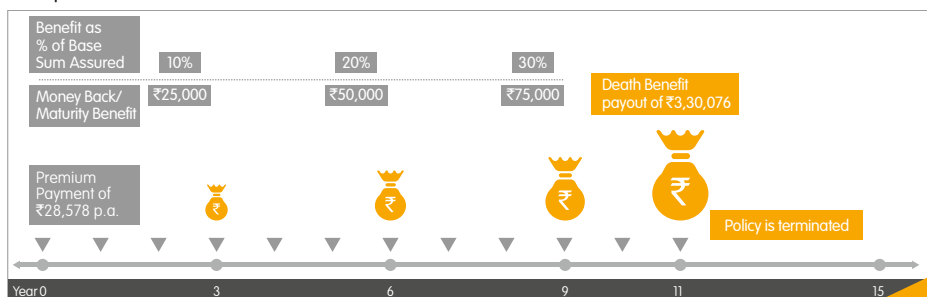 Benefit as
% of Base
Sum Assured
10%
20%
30%
Money Back/
Maturity Benefit
₹25,000
₹50,000
₹75,000
Death Benefit
payout of ₹3,30,076
Premium
Payment of
₹28,578 p.a.
₹
₹
₹
₹
Policy is terminated
Year 0
3
6
9
11
15